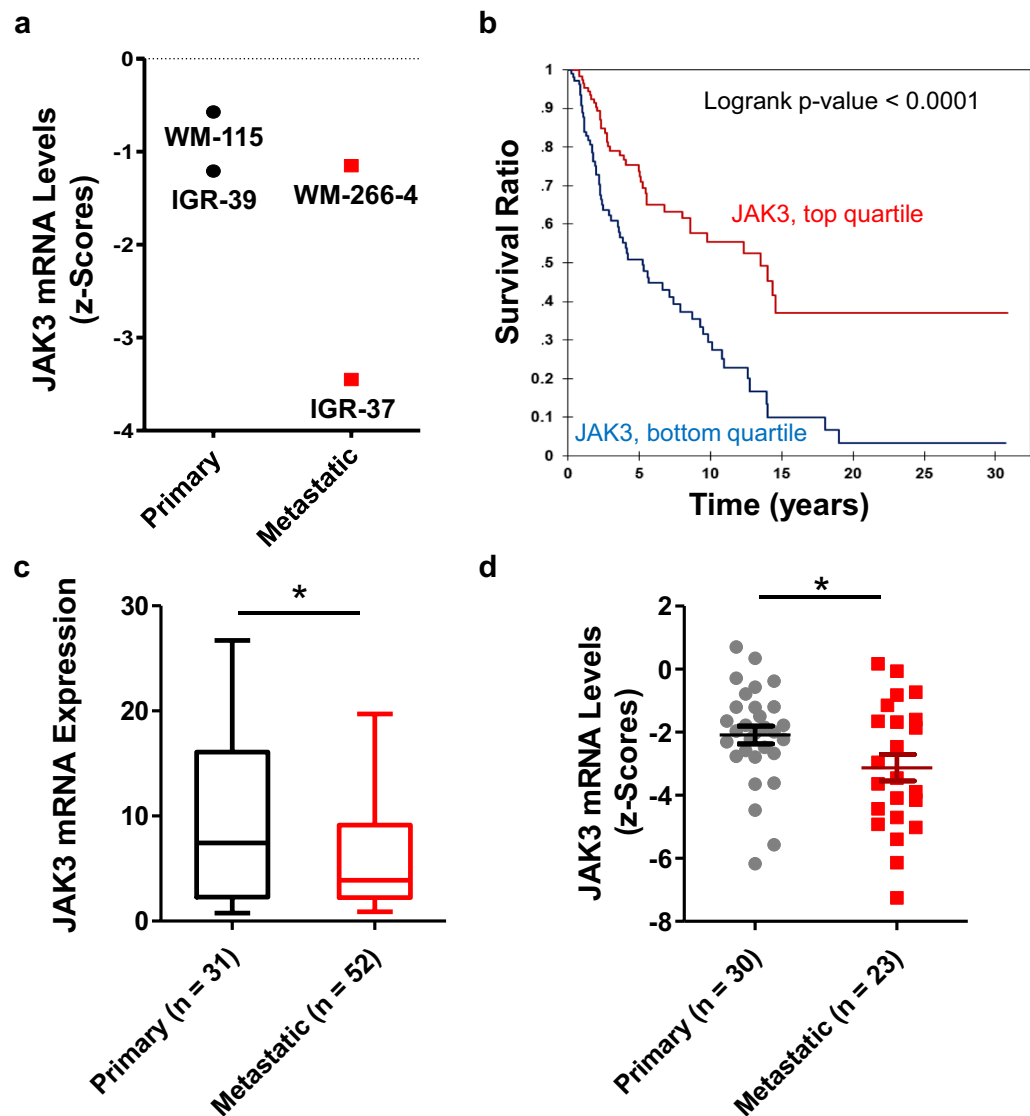 a
JAK3 mRNA Levels
(z-Scores)
0
-1
-2
-3
-4
WM-115
IGR-39
WM-266-4
IGR-37
Primary
Metastatic
b
Survival Ratio
1
.9
.8
.7
.6
.5
.4
0.3
0.2
0.1
0
Logrank p-value < 0.0001
JAK3, top quartile
JAK3, bottom quartile
0 5 10 15 20 25 30
Time (years)
c
JAK3 mRNA Expression
30
20
10
0
*
Primary (n = 31)
Metastatic (n = 52)
d
JAK3 mRNA Levels
(z-Scores)
2
0
-2
-4
-6
-8
*
Primary (n = 30)
Metastatic (n = 23)